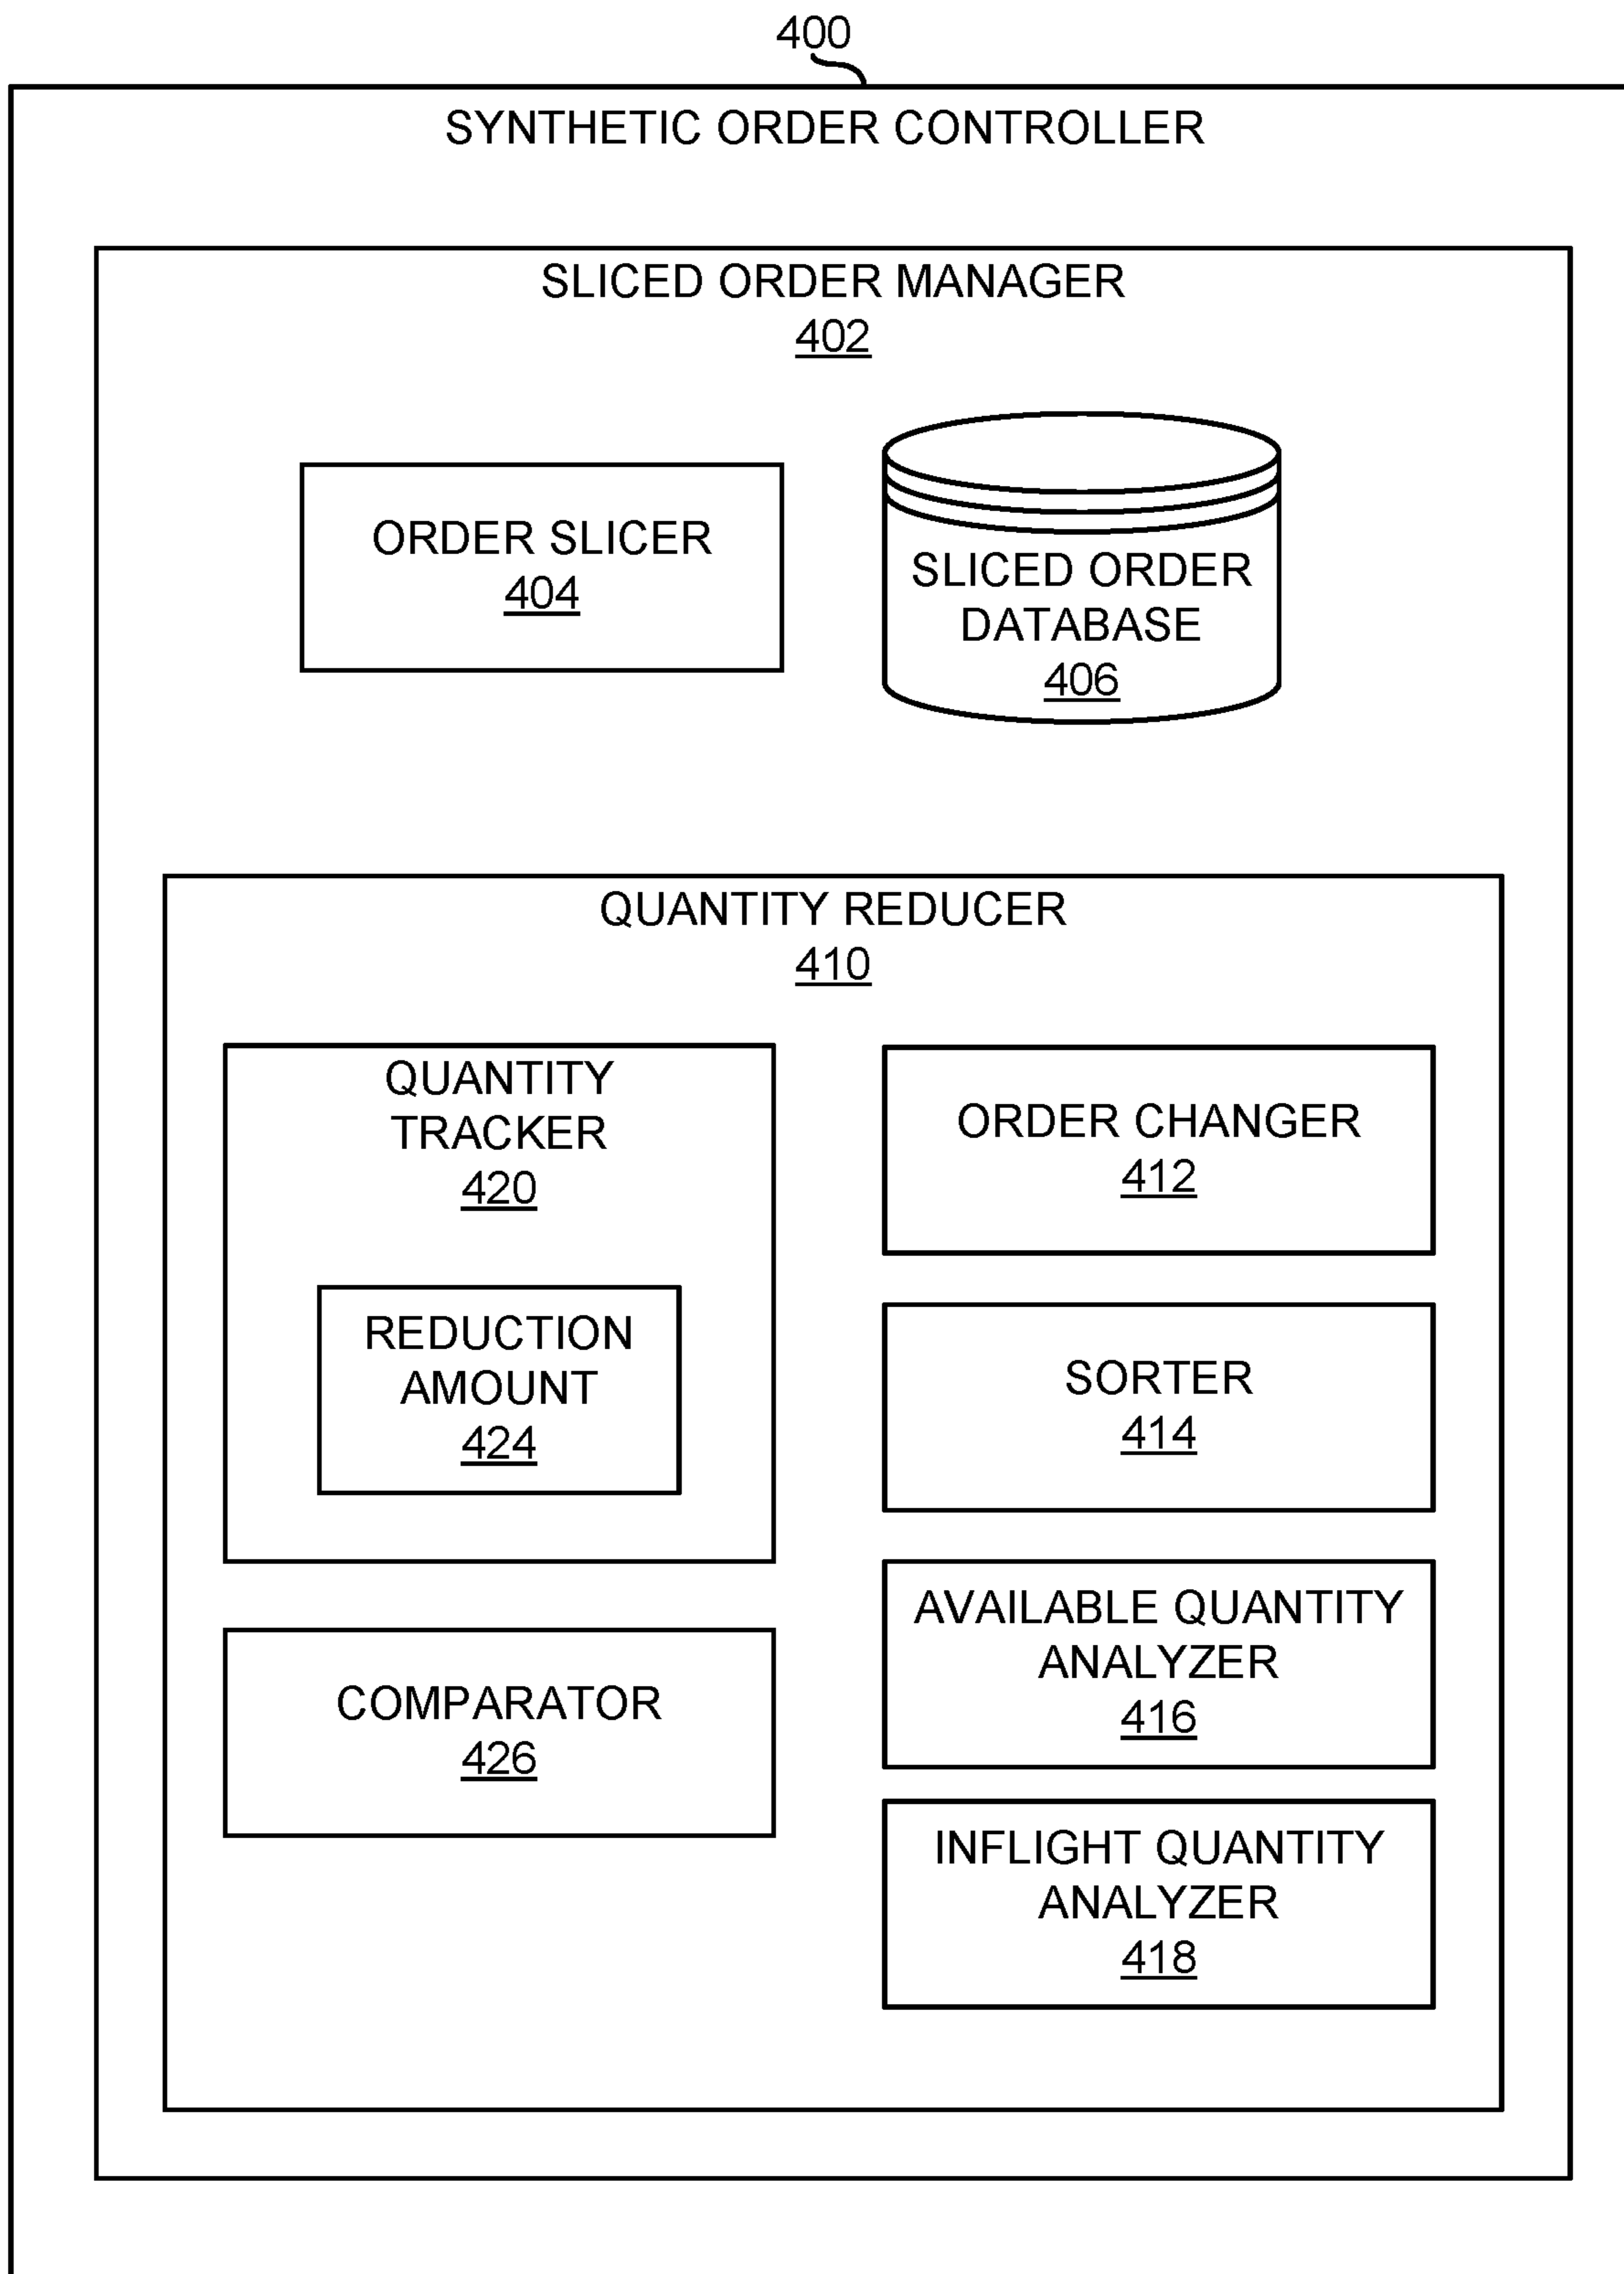 400
SYNTHETIC ORDER CONTROLLER
SLICED ORDER MANAGER
402
ORDER SLICER
404
SLICED ORDER
DATABASE
406
QUANTITY REDUCER
410
QUANTITY
TRACKER
420
REDUCTION
AMOUNT
424
COMPARATOR
426
ORDER CHANGER
412
SORTER
414
AVAILABLE QUANTITY
ANALYZER
416
INFLIGHT QUANTITY
ANALYZER
418